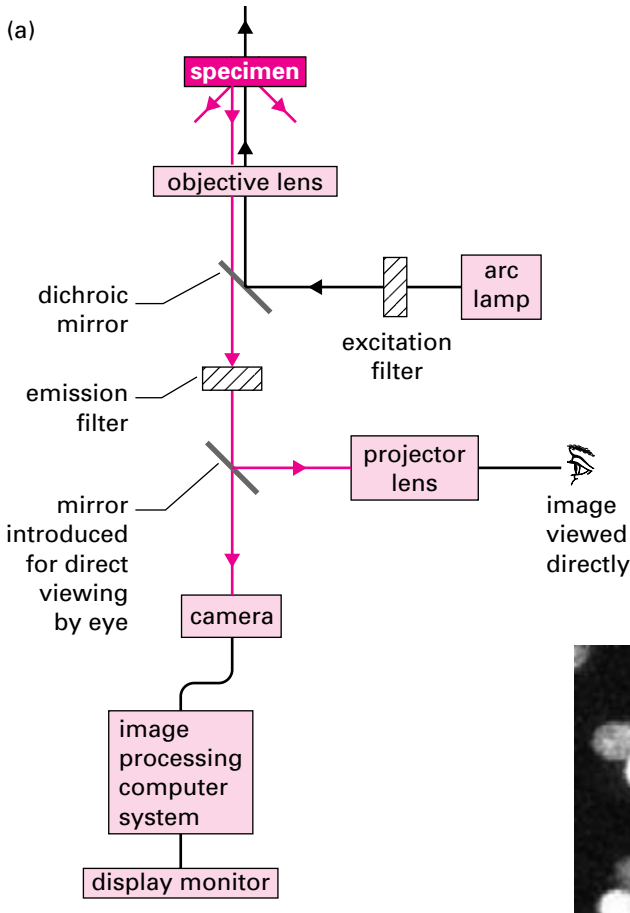 (a)
specimen
objective lens
dichroic
mirror
arc
lamp
excitation
filter
emission
filter
projector
lens
mirror
introduced
for direct
viewing
by eye
image
viewed
directly
camera
image
processing
computer
system
display monitor